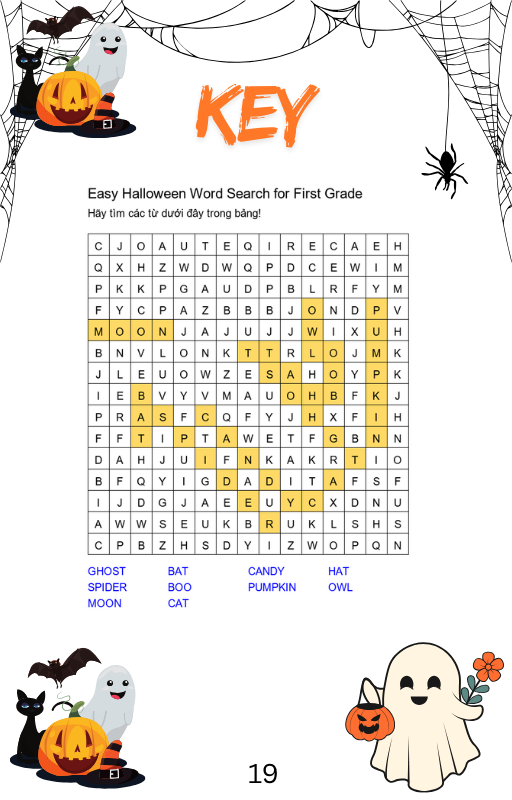 KEY
Easy Halloween Word Search for First Grade
Hãy tìm các từ dưới đây trong bảng!
C J O A U T E Q I R E C A E H
Q X H Z W D W Q P D C E W I M
P K K P G A U D P B L R F Y M
F Y C P A Z B B B J O N D P V
M O O N J A J U J J W I X U H
B N V L O N K T T R L O J M K
J L E U O W Z E S A H O Y P K
I E B V Y V M A U O H B F K J
P R A S F C Q F Y J H X F I H
F F T I P T A W E T F G B N N
D A H J U I F N K A K R T I O
B F Q Y I G D A D I T A F S F
I J D G J A E E U Y C X D N U
A W W S E U K B R U K L S H S
C P B Z H S D Y I Z W O P Q N
GHOST BAT CANDY HAT
SPIDER BOO PUMPKIN OWL
MOON CAT
19